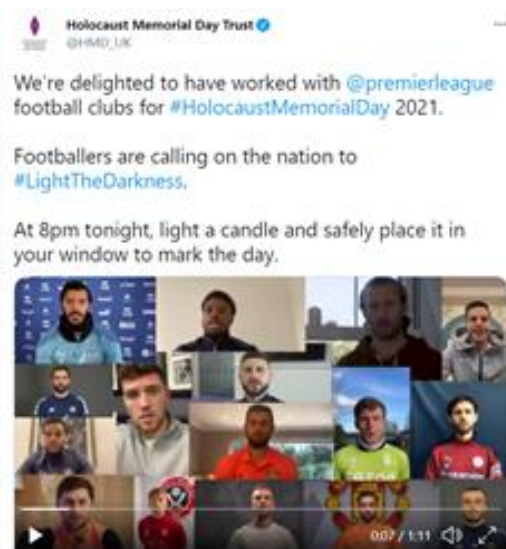 Holocaust Memorial Day Trust
@HMD_UK
We're delighted to have worked with @premierleague
football clubs for #HolocaustMemorialDay 2021.
Footballers are calling on the nation to
#LightTheDarkness.
At 8pm tonight, light a candle and safely place it in
your window to mark the day.
0:07 / 1:11